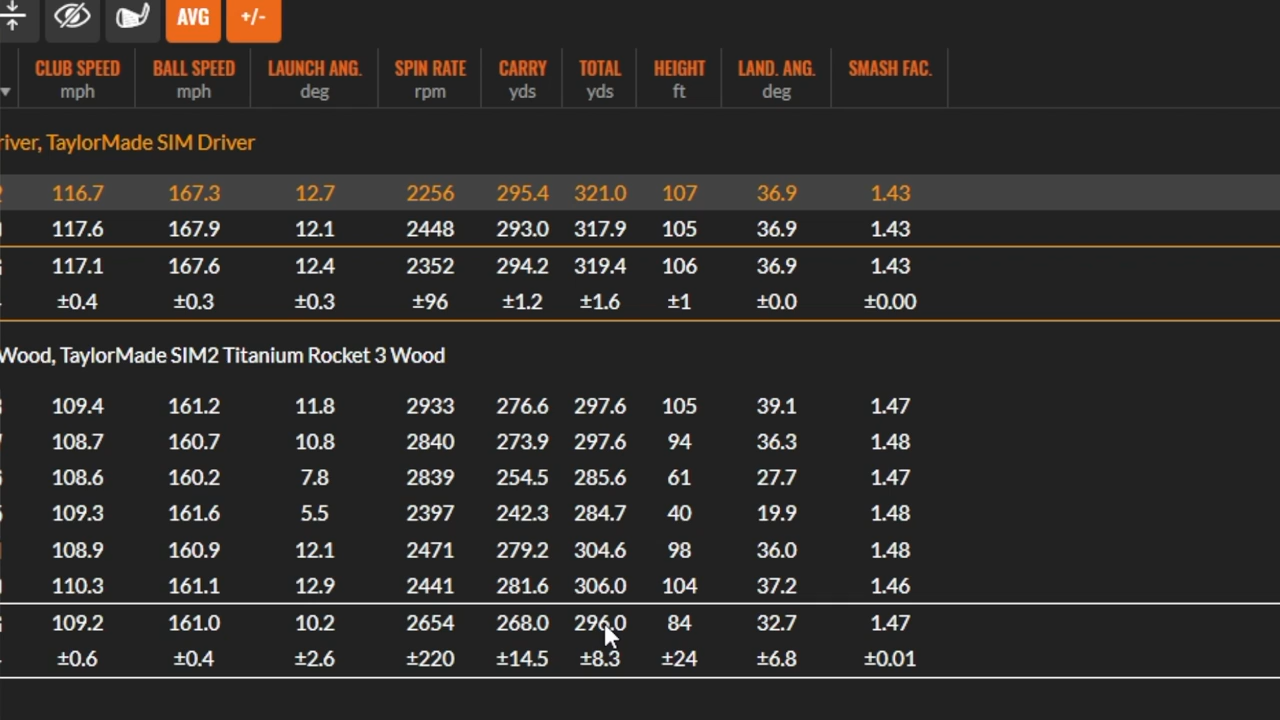 AVG +/-
CLUB SPEED BALL SPEED LAUNCH ANG. SPIN RATE CARRY TOTAL HEIGHT LAND. ANG. SMASH FAC.
mph mph deg rpm yds yds ft deg
TaylorMade SIM Driver
116.7 167.3 12.7 2256 295.4 321.0 107 36.9 1.43
117.6 167.9 12.1 2448 293.0 317.9 105 36.9 1.43
117.1 167.6 12.4 2352 294.2 319.4 106 36.9 1.43
±0.4 ±0.3 ±0.3 ±96 ±1.2 ±1.6 ±1 ±0.0 ±0.00
Wood, TaylorMade SIM2 Titanium Rocket 3 Wood
109.4 161.2 11.8 2933 276.6 297.6 105 39.1 1.47
108.7 160.7 10.8 2840 273.9 297.6 94 36.3 1.48
108.6 160.2 7.8 2839 254.5 285.6 61 27.7 1.47
109.3 161.6 5.5 2397 242.3 284.7 40 19.9 1.48
108.9 160.9 12.1 2471 279.2 304.6 98 36.0 1.48
110.3 161.1 12.9 2441 281.6 306.0 104 37.2 1.46
109.2 161.0 10.2 2654 268.0 296.0 84 32.7 1.47
±0.6 ±0.4 ±2.6 ±220 ±14.5 ±8.3 ±24 ±6.8 ±0.01